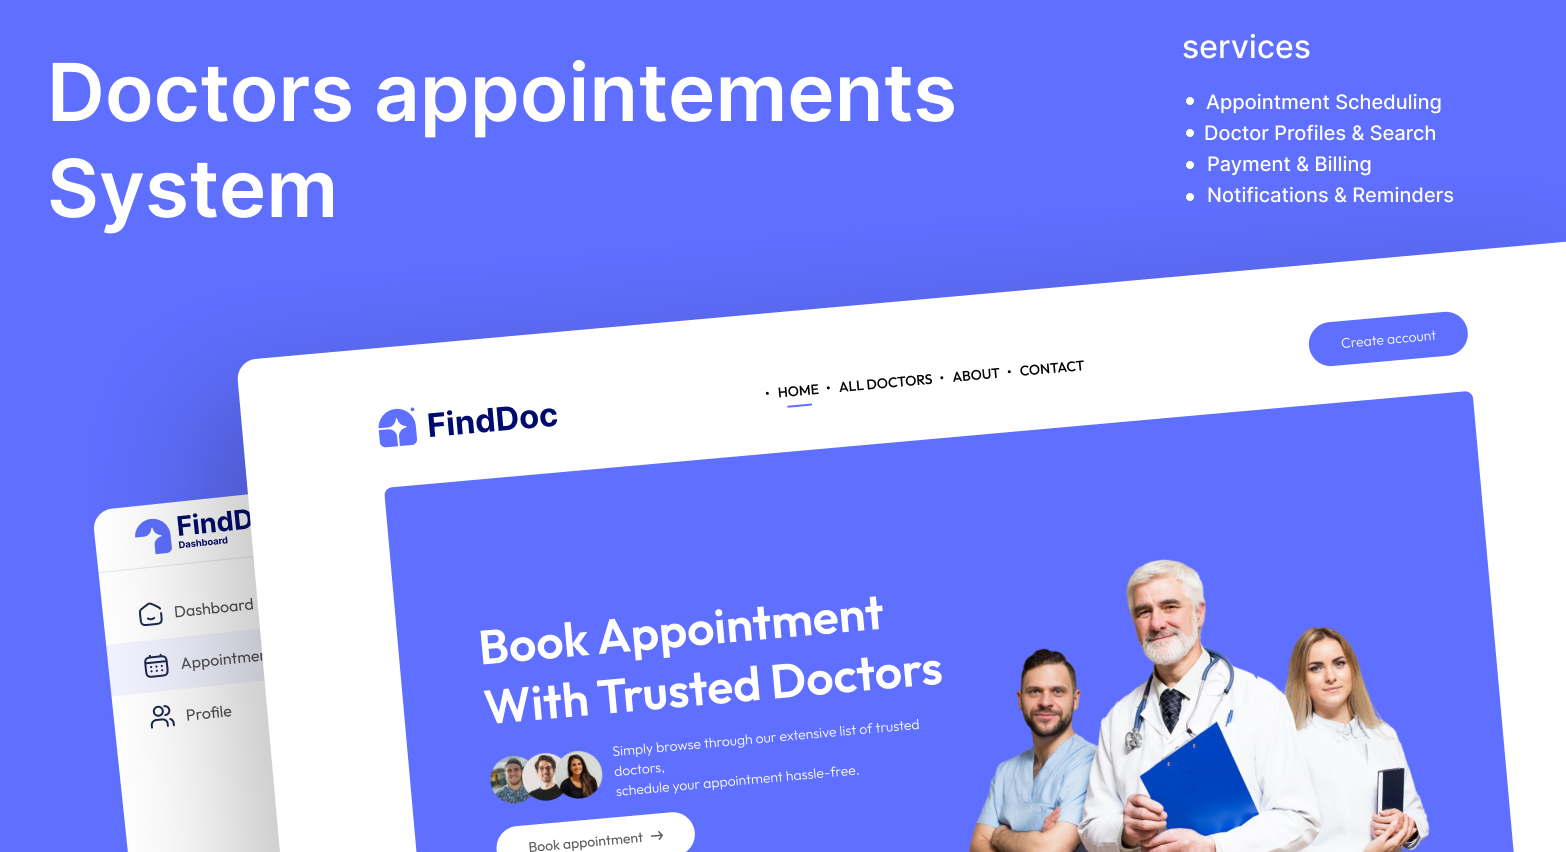 Doctors appointements
System
services
• Appointment Scheduling
• Doctor Profiles & Search
• Payment & Billing
• Notifications & Reminders
FindDoc
• HOME • ALL DOCTORS • ABOUT • CONTACT
Create account
Dashboard
Dashboard
Profile
Book Appointment
With Trusted Doctors
Simply browse through our extensive list of trusted
doctors,
schedule your appointment hassle-free.
Book appointment →